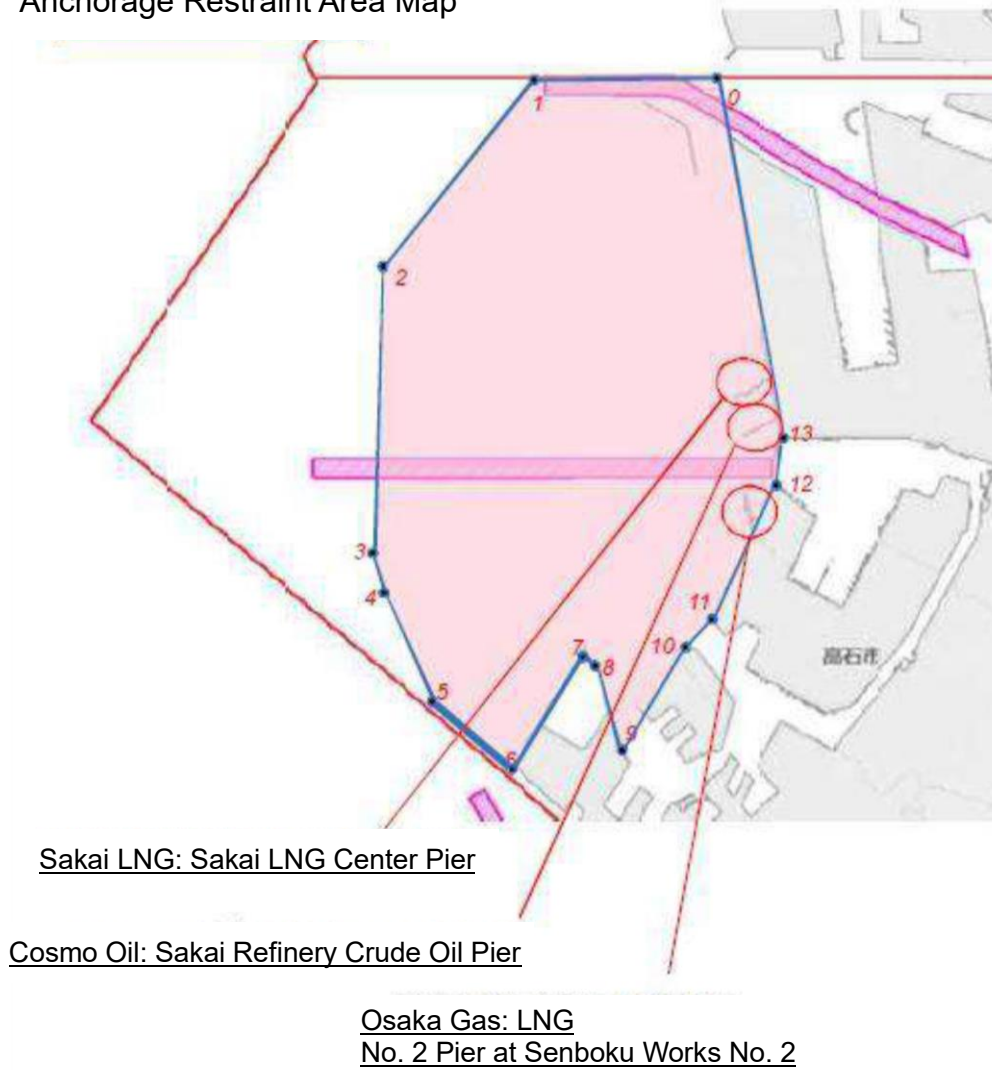 Anchorage Restraint Area Map
1
0
2
13
12
3
4
11
10
7
8
高石市
5
9
6
Sakai LNG: Sakai LNG Center Pier
Cosmo Oil: Sakai Refinery Crude Oil Pier
Osaka Gas: LNG
No. 2 Pier at Senboku Works No. 2